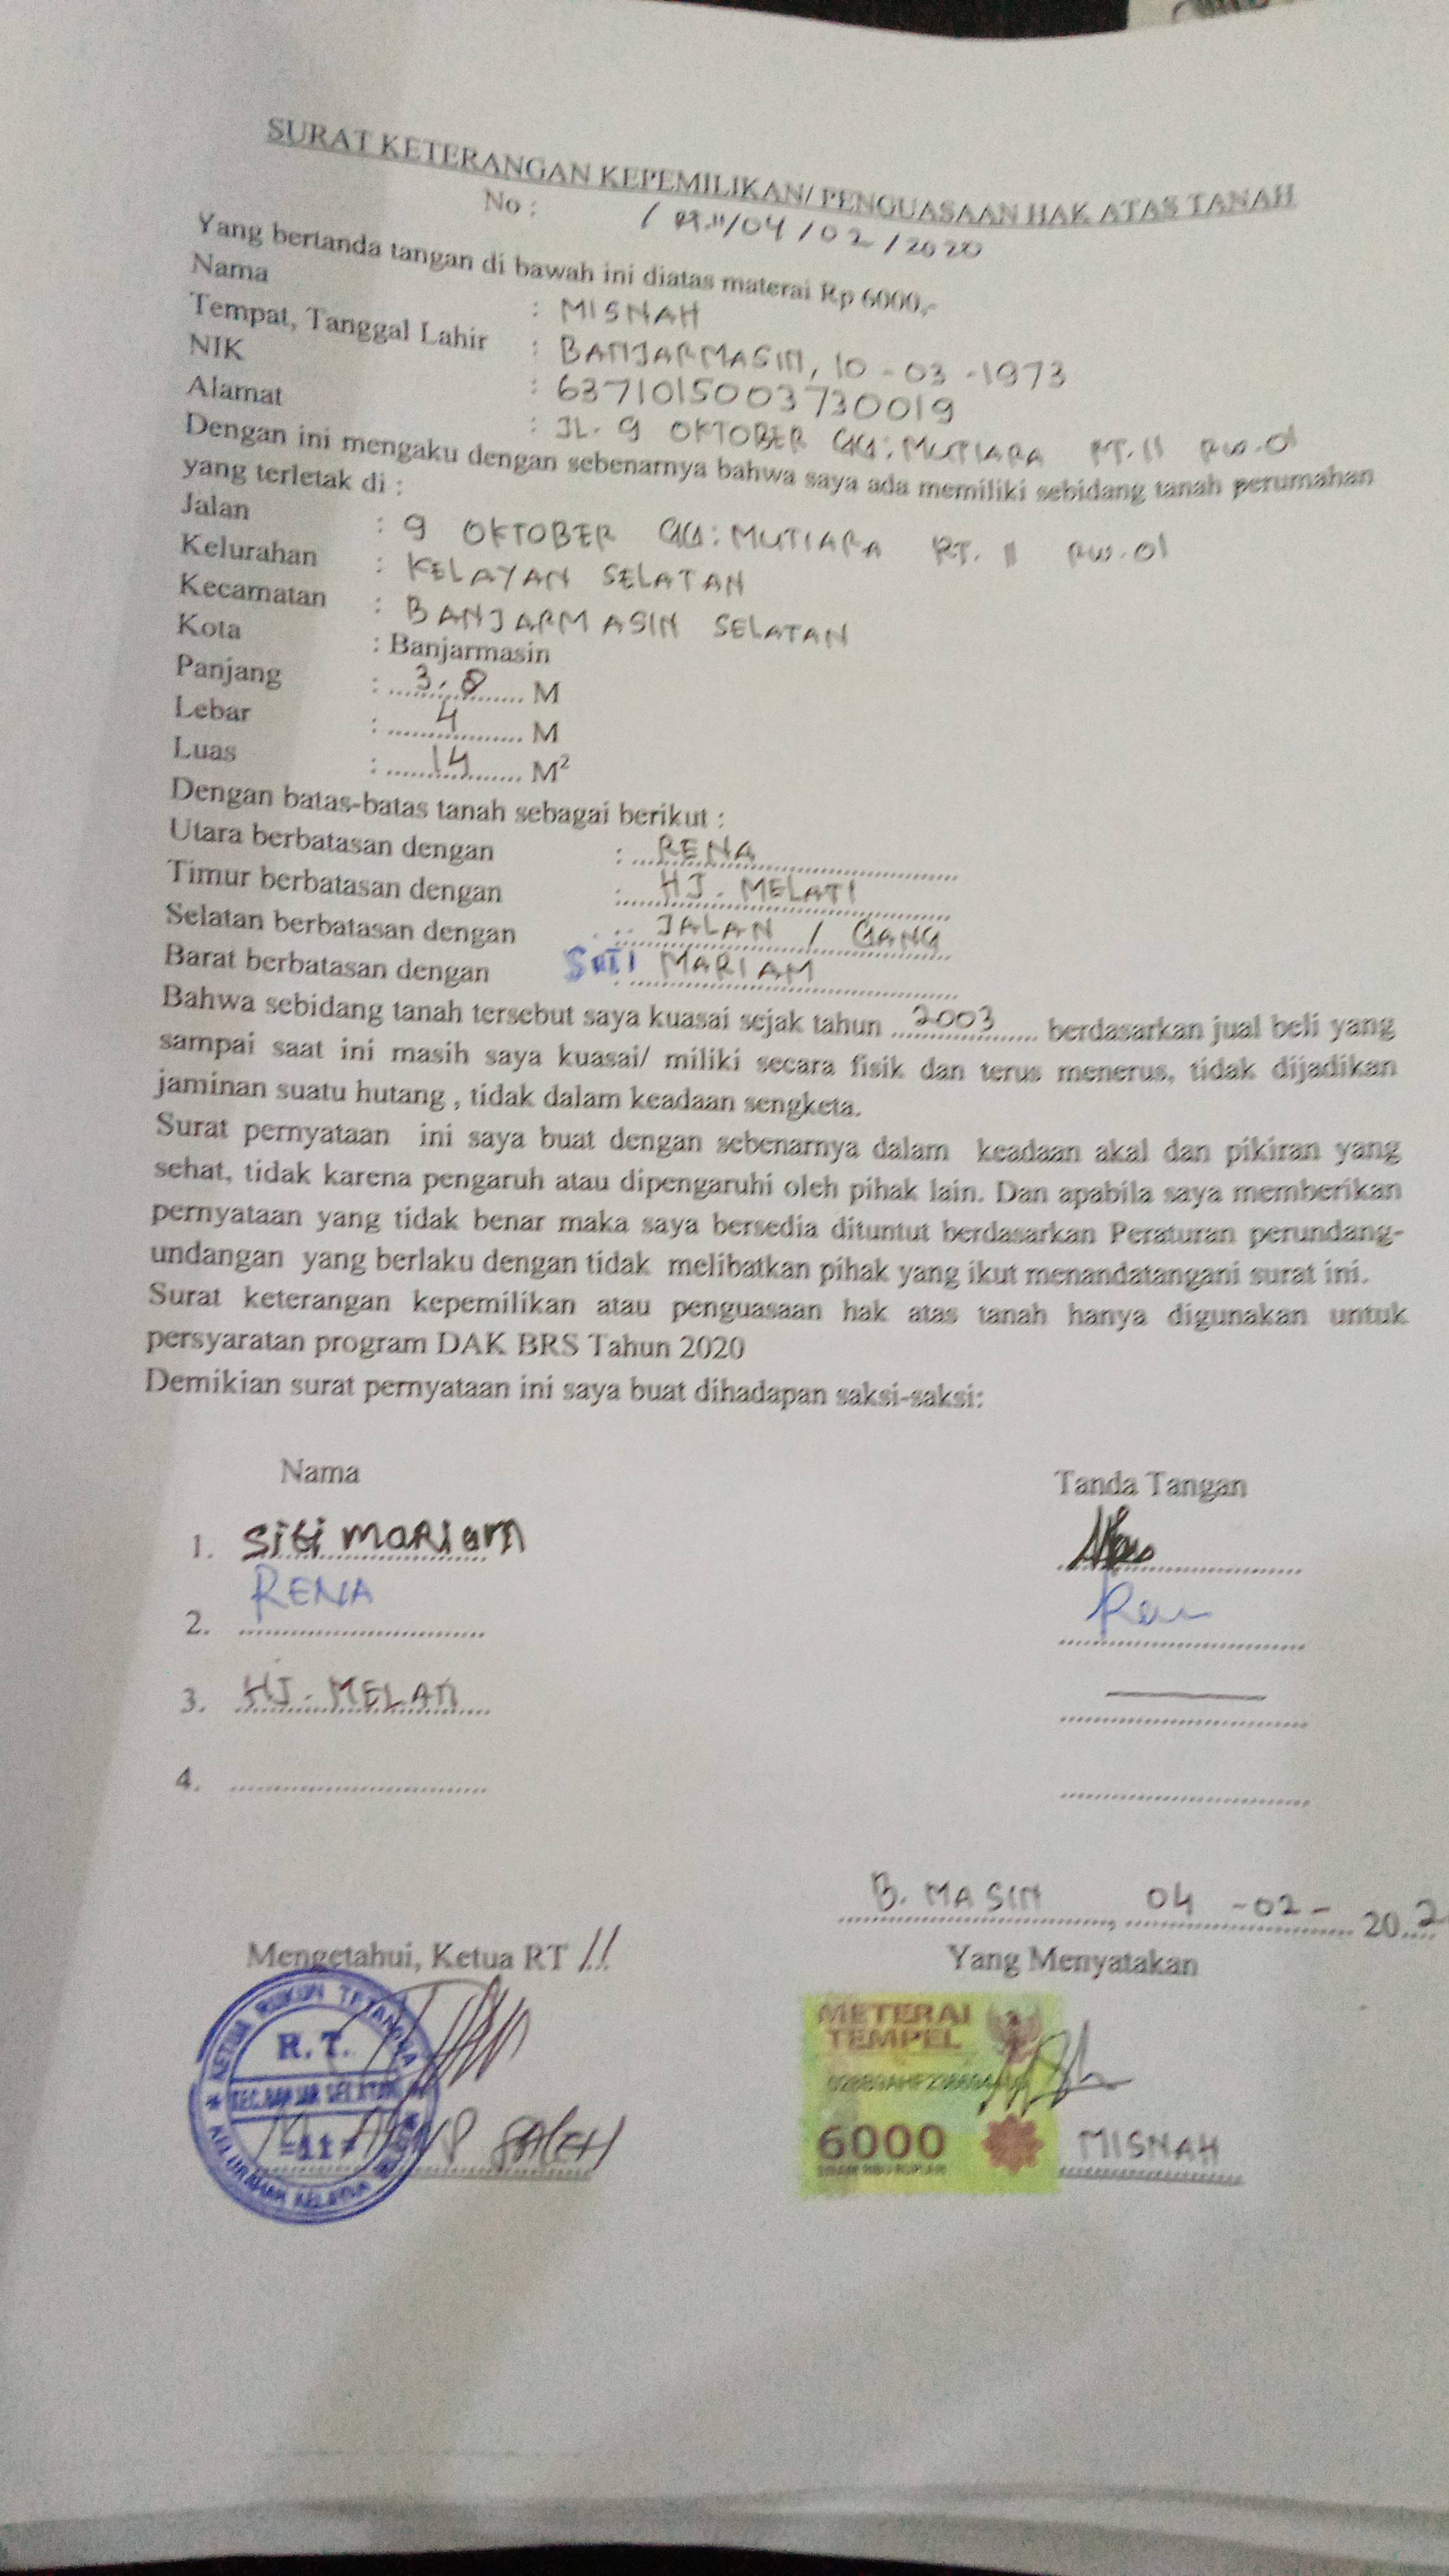 SURAT KETERANGAN KEPEMILIKAN/ PENGUASAAN HAK ATAS TANAH
No : / RT.11/04/02/2020
Yang bertanda tangan di bawah ini diatas materai Rp 6000,-
Nama : MISNAH
Tempat, Tanggal Lahir : BANJARMASIN, 10-03-1973
NIK : 6371015003730019
Alamat : JL. 9 OKTOBER GG: MUTIARA RT. 11 RW. 01
Dengan ini mengaku dengan sebenarnya bahwa saya ada memiliki sebidang tanah perumahan
yang terletak di :
Jalan : 9 OKTOBER GG: MUTIARA RT. 11 RW. 01
Kelurahan : KELAYAN SELATAN
Kecamatan : BANJARMASIN SELATAN
Kota : Banjarmasin
Panjang : M
Lebar : 4 M
Luas : 14 M²
Dengan batas-batas tanah sebagai berikut :
Utara berbatasan dengan : RENA
Timur berbatasan dengan : HJ. MELATI
Selatan berbatasan dengan : JALAN / GANG
Barat berbatasan dengan : SITI MARIAM
Bahwa sebidang tanah tersebut saya kuasai sejak tahun 2003 berdasarkan jual beli yang
sampai saat ini masih saya kuasai/ miliki secara fisik dan terus menerus, tidak dijadikan
jaminan suatu hutang , tidak dalam keadaan sengketa.
Surat pernyataan ini saya buat dengan sebenarnya dalam keadaan akal dan pikiran yang
sehat, tidak karena pengaruh atau dipengaruhi oleh pihak lain. Dan apabila saya memberikan
pernyataan yang tidak benar maka saya bersedia dituntut berdasarkan Peraturan perundang-
undangan yang berlaku dengan tidak melibatkan pihak yang ikut menandatangani surat ini.
Surat keterangan kepemilikan atau penguasaan hak atas tanah hanya digunakan untuk
persyaratan program DAK BRS Tahun 2020
Demikian surat pernyataan ini saya buat dihadapan saksi-saksi:
Nama Tanda Tangan
1. Siti MARIam
2. RENA
3. HJ. MELATI
4.
B. MASIN, 04 -02- 20.2
Mengetahui, Ketua RT 11 Yang Menyatakan
KETUA RUKUN TETANGGA
R. T.
KEC. BANJAR SELATAN
=11=
METERAI
TEMPEL
6000
SALEH
MISNAH